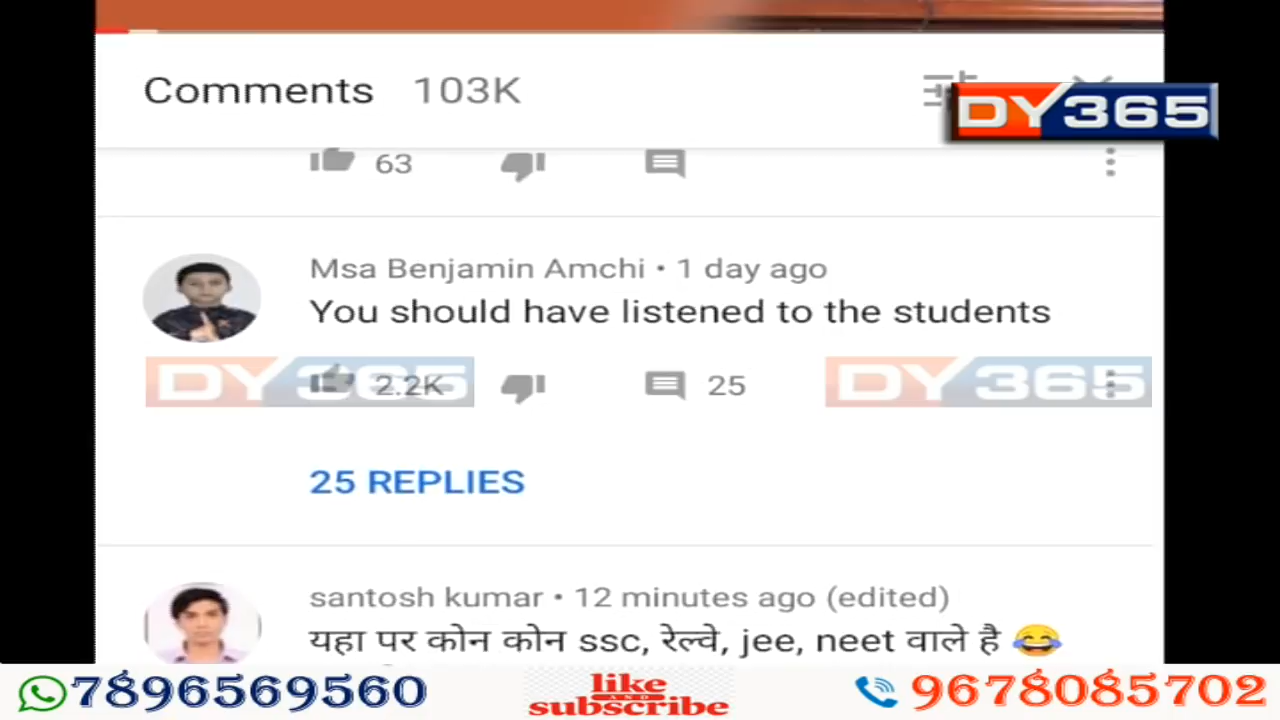 Comments 103K
DY365
63
Msa Benjamin Amchi • 1 day ago
You should have listened to the students
DY365 2.2K 25 DY365
25 REPLIES
santosh kumar • 12 minutes ago (edited)
यहा पर कोन कोन ssc, रेल्वे, jee, neet वाले है 😂
7896569560 like AND subscribe 9678085702